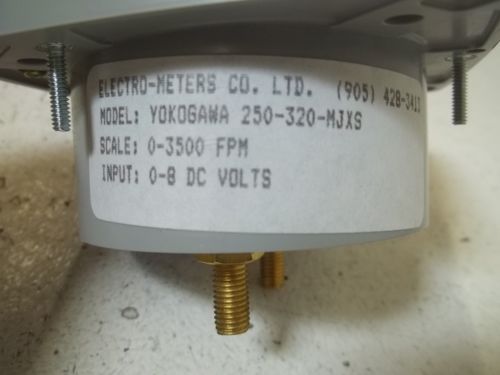 ELECTRO-METERS CO. LTD. (905) 428-3413
MODEL: YOKOGAWA 250-320-MJXS
SCALE: 0-3500 FPM
INPUT: 0-8 DC VOLTS